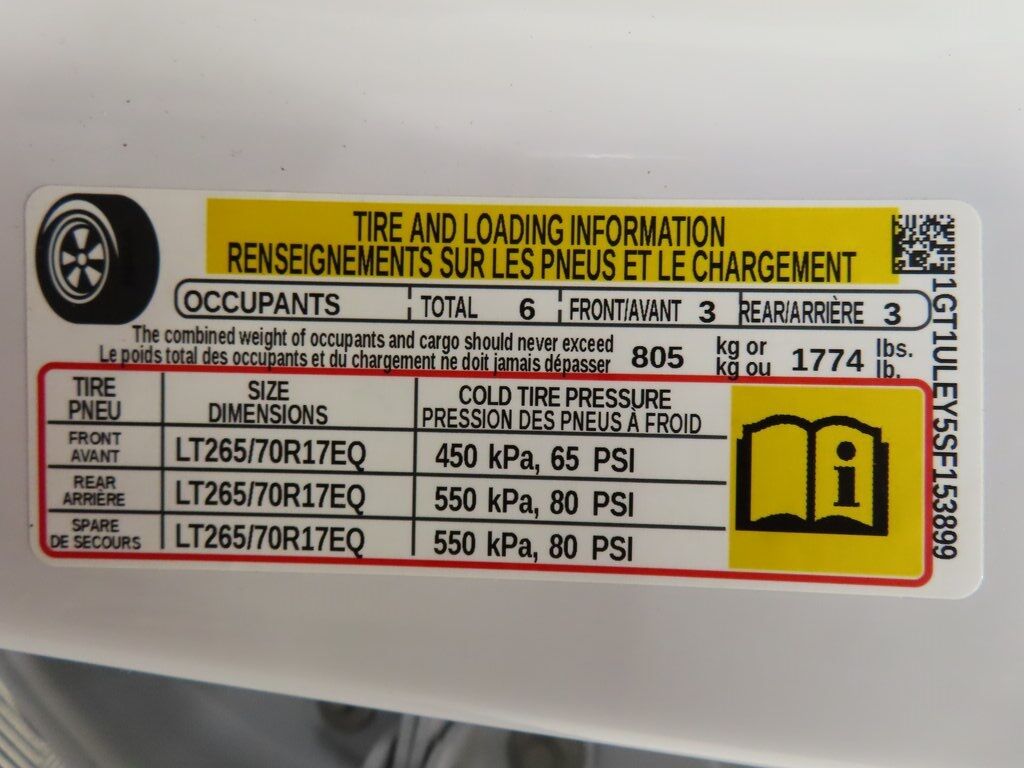 TIRE AND LOADING INFORMATION
RENSEIGNEMENTS SUR LES PNEUS ET LE CHARGEMENT
OCCUPANTS TOTAL 6 FRONT/AVANT 3 REAR/ARRIÈRE 3
The combined weight of occupants and cargo should never exceed 805 kg or 1774 lbs.
Le poids total des occupants et du chargement ne doit jamais dépasser kg ou lb.
TIRE SIZE COLD TIRE PRESSURE
PNEU DIMENSIONS PRESSION DES PNEUS À FROID
FRONT
AVANT LT265/70R17EQ 450 kPa, 65 PSI
REAR
ARRIÈRE LT265/70R17EQ 550 kPa, 80 PSI
SPARE
DE SECOURS LT265/70R17EQ 550 kPa, 80 PSI
i
1GT1ULEY5SF153899